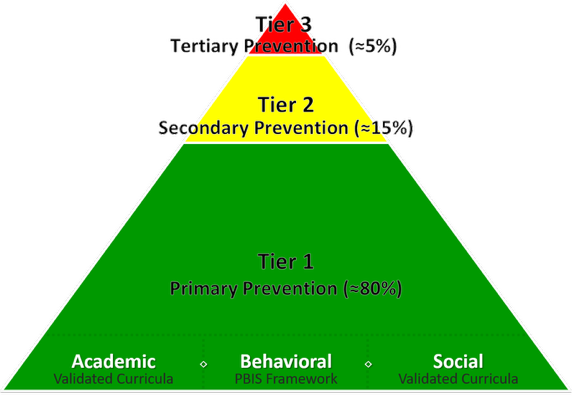 Tier 3
Tertiary Prevention (≈5%)
Tier 2
Secondary Prevention (≈15%)
Tier 1
Primary Prevention (≈80%)
Academic ◇ Behavioral ◇ Social
Validated Curricula PBIS Framework Validated Curricula